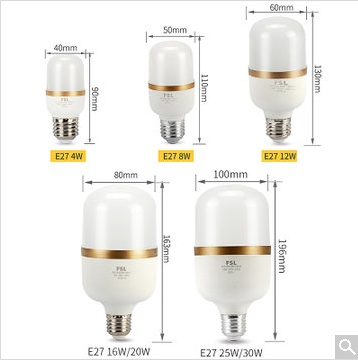 40mm
90mm
FSL
E27 4W
50mm
110mm
FSL
E27 8W
60mm
130mm
FSL
E27 12W
80mm
163mm
FSL
E27 16W/20W
100mm
196mm
FSL
E27 25W/30W